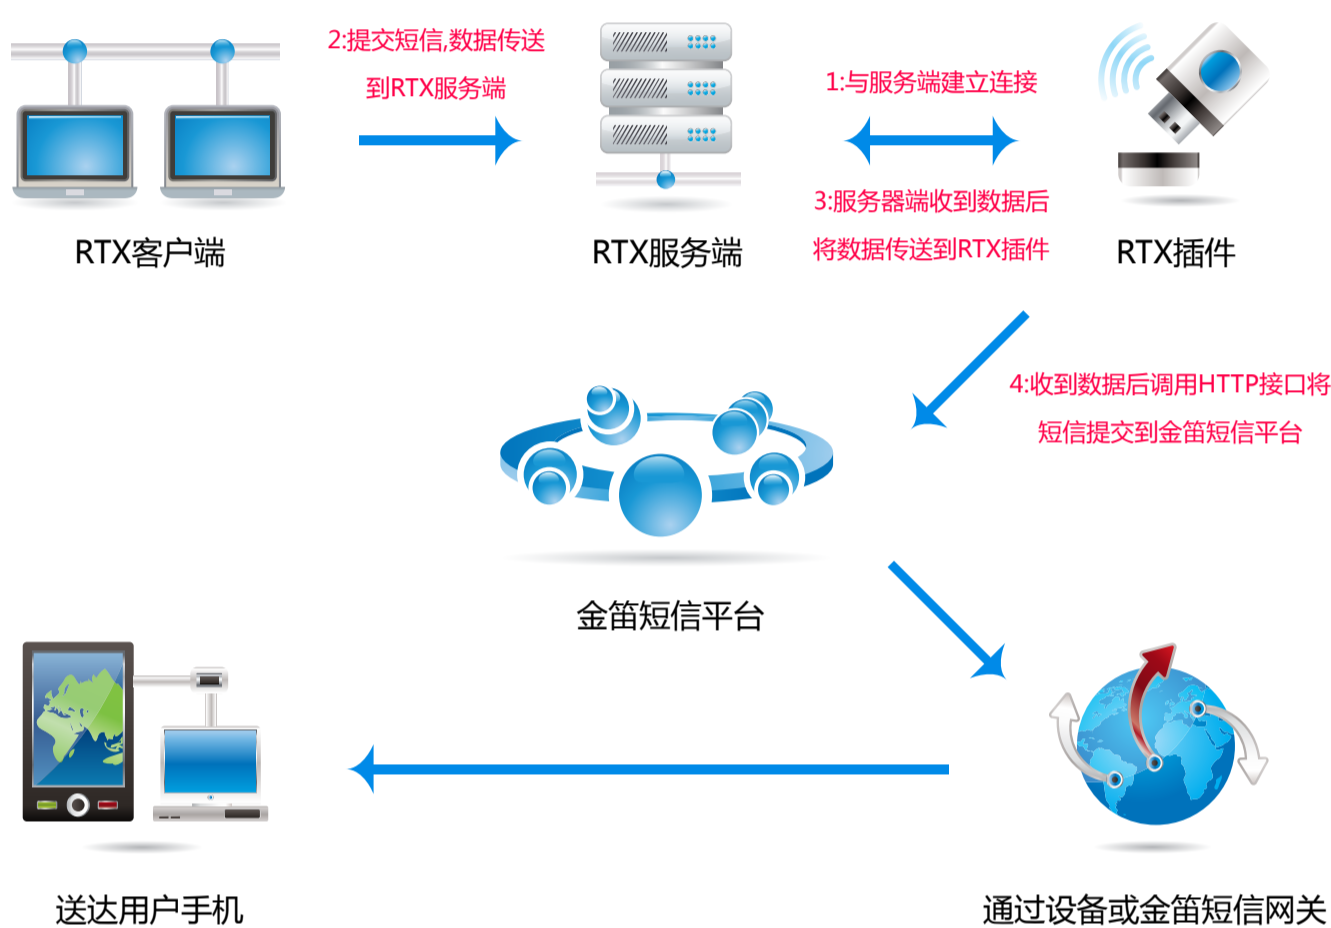 2:提交短信,数据传送
到RTX服务端
1:与服务端建立连接
3:服务器端收到数据后
将数据传送到RTX插件
RTX客户端
RTX服务端
RTX插件
4:收到数据后调用HTTP接口将
短信提交到金笛短信平台
金笛短信平台
送达用户手机
通过设备或金笛短信网关